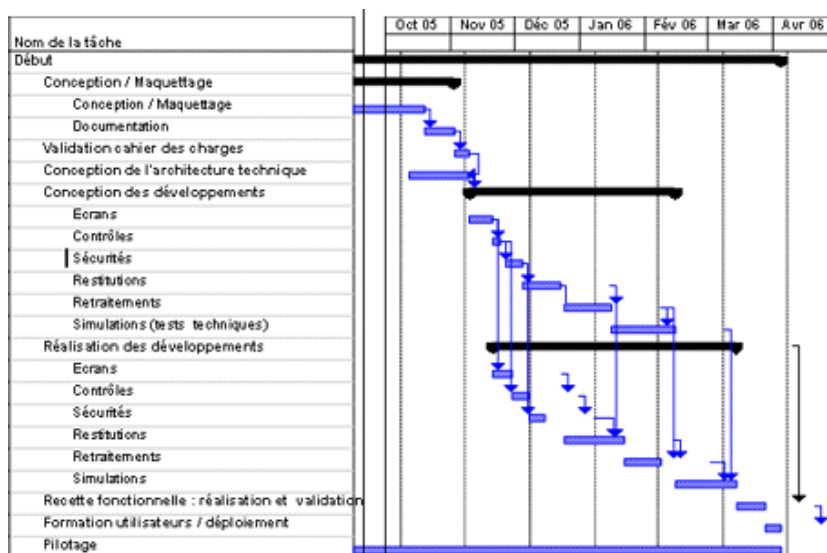 Oct 05 Nov 05 Déc 05 Jan 06 Fév 06 Mar 06 Avr 06
Nom de la tâche
Début
Conception / Maquettage
Conception / Maquettage
Documentation
Validation cahier des charges
Conception de l'architecture technique
Conception des développements
Ecrans
Contrôles
Sécurités
Restitutions
Retraitements
Simulations (tests techniques)
Réalisation des développements
Ecrans
Contrôles
Sécurités
Restitutions
Retraitements
Simulations
Recette fonctionnelle : réalisation et validation
Formation utilisateurs / déploiement
Pilotage